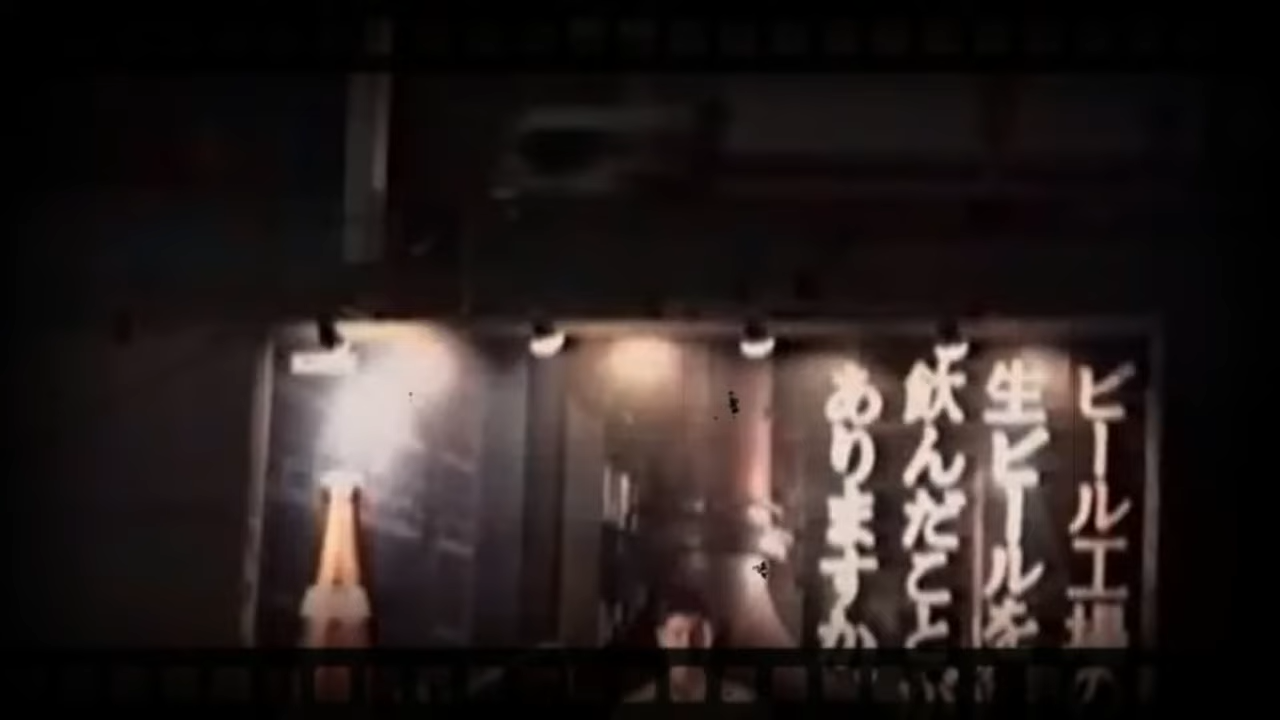 ビール工場の
生ビールを
飲んだこと
ありますか